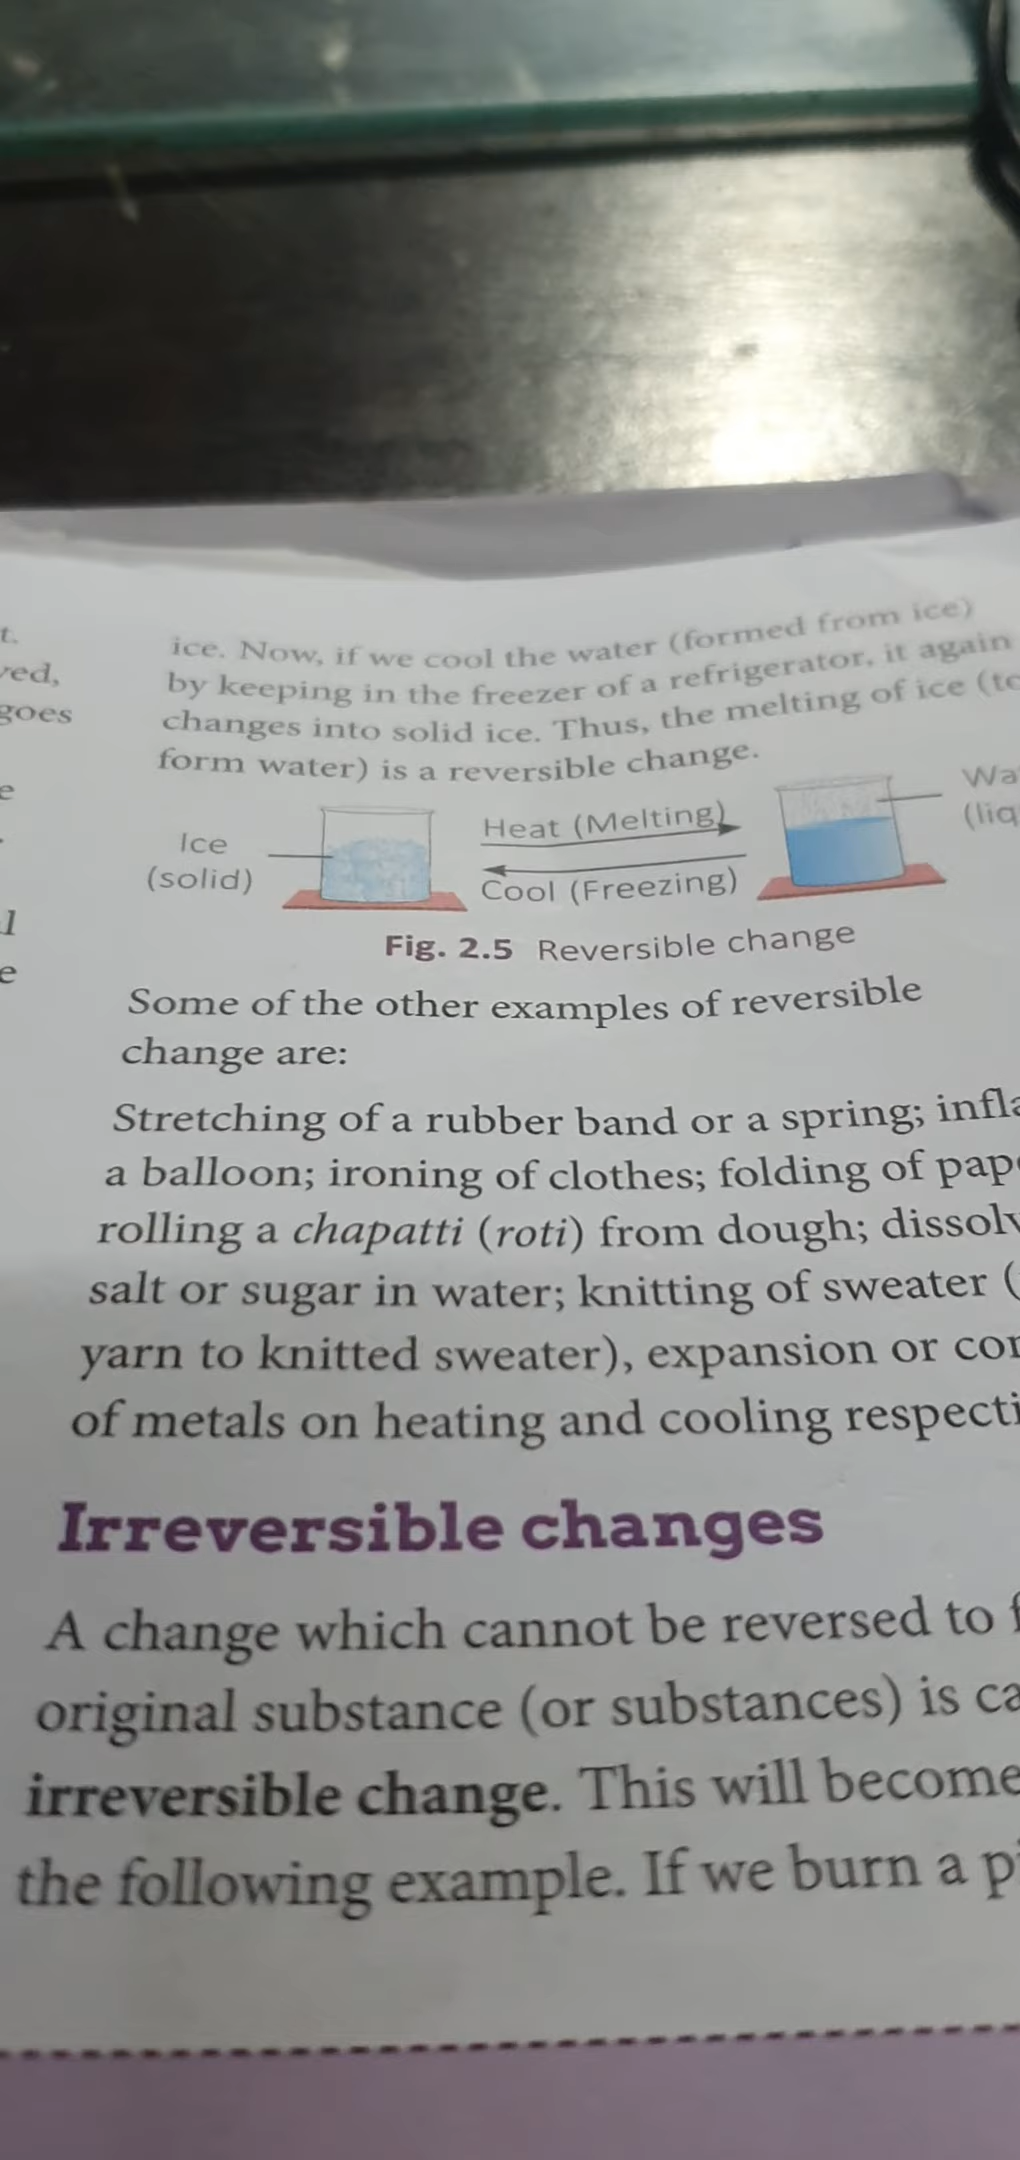 t.
red,
goes
e
l
e
ice. Now, if we cool the water (formed from ice)
by keeping in the freezer of a refrigerator, it again
changes into solid ice. Thus, the melting of ice (to
form water) is a reversible change.
Ice
(solid)
Heat (Melting)
Cool (Freezing)
Wa
(liq
Fig. 2.5 Reversible change
Some of the other examples of reversible
change are:
Stretching of a rubber band or a spring; infla
a balloon; ironing of clothes; folding of pap
rolling a chapatti (roti) from dough; dissolv
salt or sugar in water; knitting of sweater (
yarn to knitted sweater), expansion or con
of metals on heating and cooling respecti
Irreversible changes
A change which cannot be reversed to f
original substance (or substances) is ca
irreversible change. This will become
the following example. If we burn a pi